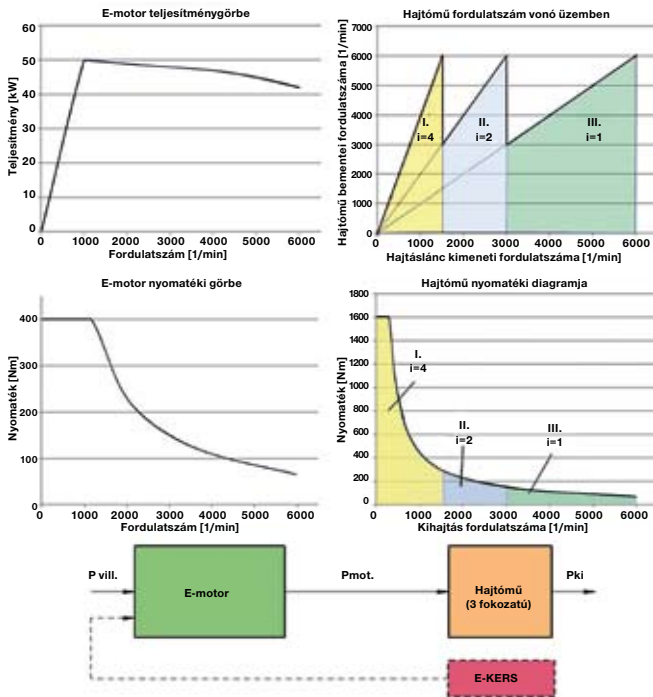 E-motor teljesítménygörbe
Teljesítmény [kW]
60
50
40
30
20
10
0
0 1000 2000 3000 4000 5000 6000
Fordulatszám [1/min]
Hajtómű fordulatszám vonó üzemben
Hajtómű bementei fordulatszáma [1/min]
7000
6000
5000
4000
3000
2000
1000
0
I.
i=4
II.
i=2
III.
i=1
0 1000 2000 3000 4000 5000 6000
Hajtáslánc kimeneti fordulatszáma [1/min]
E-motor nyomatéki görbe
Nyomaték [Nm]
400
300
200
100
0
0 1000 2000 3000 4000 5000 6000
Fordulatszám [1/min]
Hajtómű nyomatéki diagramja
Nyomaték [Nm]
1800
1600
1400
1200
1000
800
600
400
200
0
I.
i=4
II.
i=2
III.
i=1
0 1000 2000 3000 4000 5000 6000
Kihajtás fordulatszáma [1/min]
P vill.
E-motor
Pmot.
Hajtómű
(3 fokozatú)
Pki
E-KERS